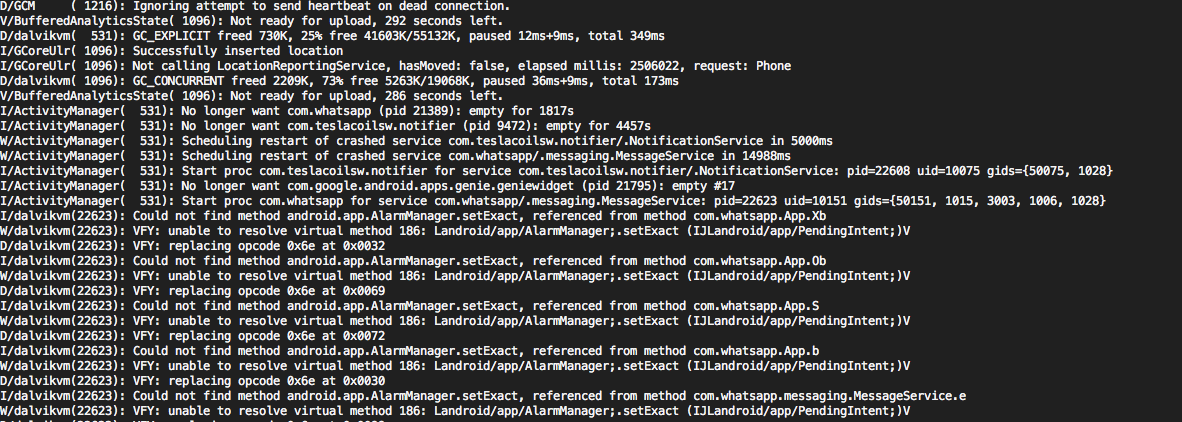 D/GCM     ( 1216): Ignoring attempt to send heartbeat on dead connection.
V/BufferedAnalyticsState( 1096): Not ready for upload, 292 seconds left.
D/dalvikvm(  531): GC_EXPLICIT freed 730K, 25% free 41603K/55132K, paused 12ms+9ms, total 349ms
I/GCoreUlr( 1096): Successfully inserted location
I/GCoreUlr( 1096): Not calling LocationReportingService, hasMoved: false, elapsed millis: 2506022, request: Phone
D/dalvikvm( 1096): GC_CONCURRENT freed 2209K, 73% free 5263K/19068K, paused 36ms+9ms, total 173ms
V/BufferedAnalyticsState( 1096): Not ready for upload, 286 seconds left.
I/ActivityManager(  531): No longer want com.whatsapp (pid 21389): empty for 1817s
I/ActivityManager(  531): No longer want com.teslacoilsw.notifier (pid 9472): empty for 4457s
W/ActivityManager(  531): Scheduling restart of crashed service com.teslacoilsw.notifier/.NotificationService in 5000ms
W/ActivityManager(  531): Scheduling restart of crashed service com.whatsapp/.messaging.MessageService in 14988ms
I/ActivityManager(  531): Start proc com.teslacoilsw.notifier for service com.teslacoilsw.notifier/.NotificationService: pid=22608 uid=10075 gids={50075, 1028}
I/ActivityManager(  531): No longer want com.google.android.apps.genie.geniewidget (pid 21795): empty #17
I/ActivityManager(  531): Start proc com.whatsapp for service com.whatsapp/.messaging.MessageService: pid=22623 uid=10151 gids={50151, 1015, 3003, 1006, 1028}
I/dalvikvm(22623): Could not find method android.app.AlarmManager.setExact, referenced from method com.whatsapp.App.Xb
W/dalvikvm(22623): VFY: unable to resolve virtual method 186: Landroid/app/AlarmManager;.setExact (IJLandroid/app/PendingIntent;)V
D/dalvikvm(22623): VFY: replacing opcode 0x6e at 0x0032
I/dalvikvm(22623): Could not find method android.app.AlarmManager.setExact, referenced from method com.whatsapp.App.Ob
W/dalvikvm(22623): VFY: unable to resolve virtual method 186: Landroid/app/AlarmManager;.setExact (IJLandroid/app/PendingIntent;)V
D/dalvikvm(22623): VFY: replacing opcode 0x6e at 0x0069
I/dalvikvm(22623): Could not find method android.app.AlarmManager.setExact, referenced from method com.whatsapp.App.S
W/dalvikvm(22623): VFY: unable to resolve virtual method 186: Landroid/app/AlarmManager;.setExact (IJLandroid/app/PendingIntent;)V
D/dalvikvm(22623): VFY: replacing opcode 0x6e at 0x0072
I/dalvikvm(22623): Could not find method android.app.AlarmManager.setExact, referenced from method com.whatsapp.App.b
W/dalvikvm(22623): VFY: unable to resolve virtual method 186: Landroid/app/AlarmManager;.setExact (IJLandroid/app/PendingIntent;)V
D/dalvikvm(22623): VFY: replacing opcode 0x6e at 0x0030
I/dalvikvm(22623): Could not find method android.app.AlarmManager.setExact, referenced from method com.whatsapp.messaging.MessageService.e
W/dalvikvm(22623): VFY: unable to resolve virtual method 186: Landroid/app/AlarmManager;.setExact (IJLandroid/app/PendingIntent;)V